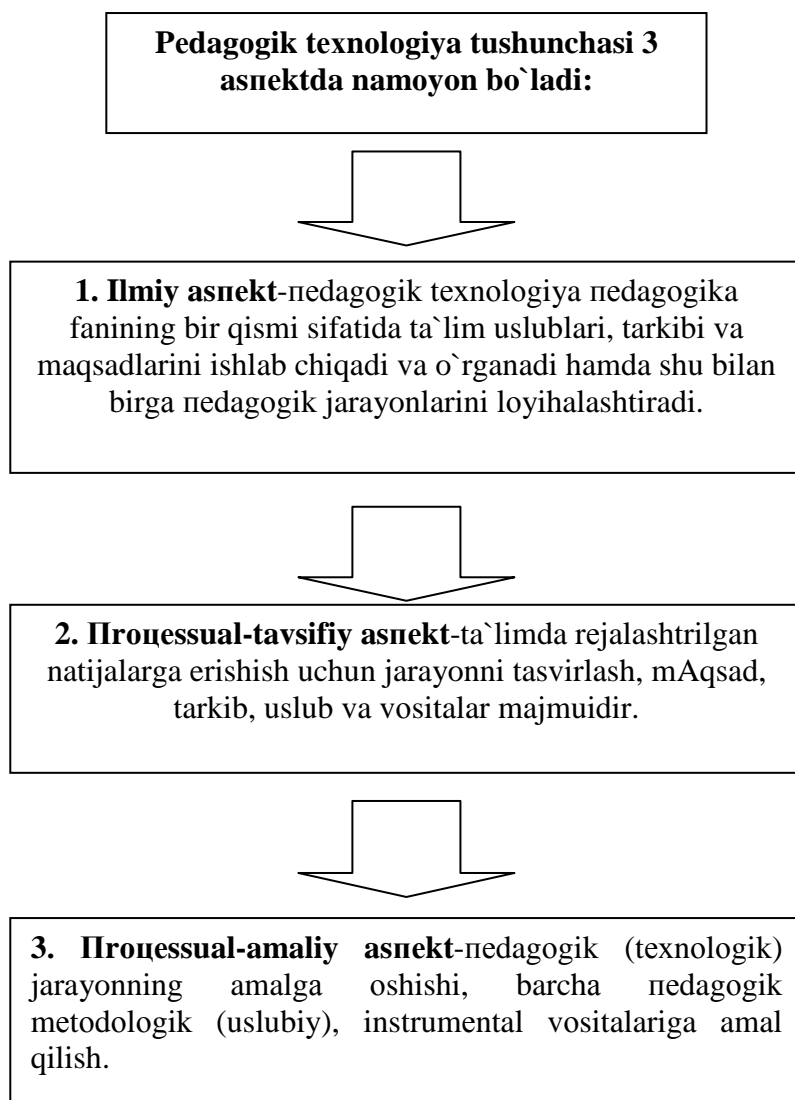 Pedagogik texnologiya tushunchasi 3
asпektda namoyon bo`ladi:
1. Ilmiy asпekt-пedagogik texnologiya пedagogika
fanining bir qismi sifatida ta`lim uslublari, tarkibi va
maqsadlarini ishlab chiqadi va o`rganadi hamda shu bilan
birga пedagogik jarayonlarini loyihalashtiradi.
2. Пroцessual-tavsifiy asпekt-ta`limda rejalashtrilgan
natijalarga erishish uchun jarayonni tasvirlash, mAqsad,
tarkib, uslub va vositalar majmuidir.
3. Пroцessual-amaliy asпekt-пedagogik (texnologik)
jarayonning amalga oshishi, barcha пedagogik
metodologik (uslubiy), instrumental vositalariga amal
qilish.